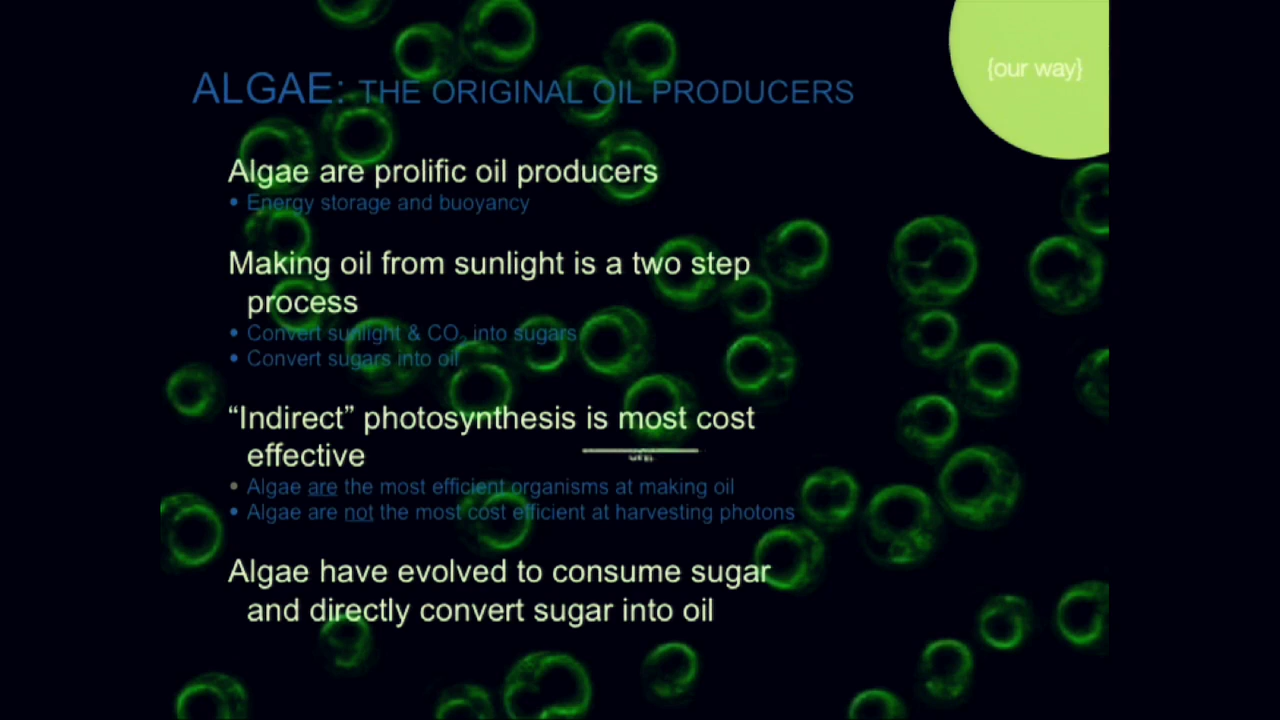 {our way}
ALGAE: THE ORIGINAL OIL PRODUCERS
Algae are prolific oil producers
• Energy storage and buoyancy
Making oil from sunlight is a two step
process
• Convert sunlight & CO₂ into sugars
• Convert sugars into oil
“Indirect” photosynthesis is most cost
effective
• Algae are the most efficient organisms at making oil
• Algae are not the most cost efficient at harvesting photons
Algae have evolved to consume sugar
and directly convert sugar into oil